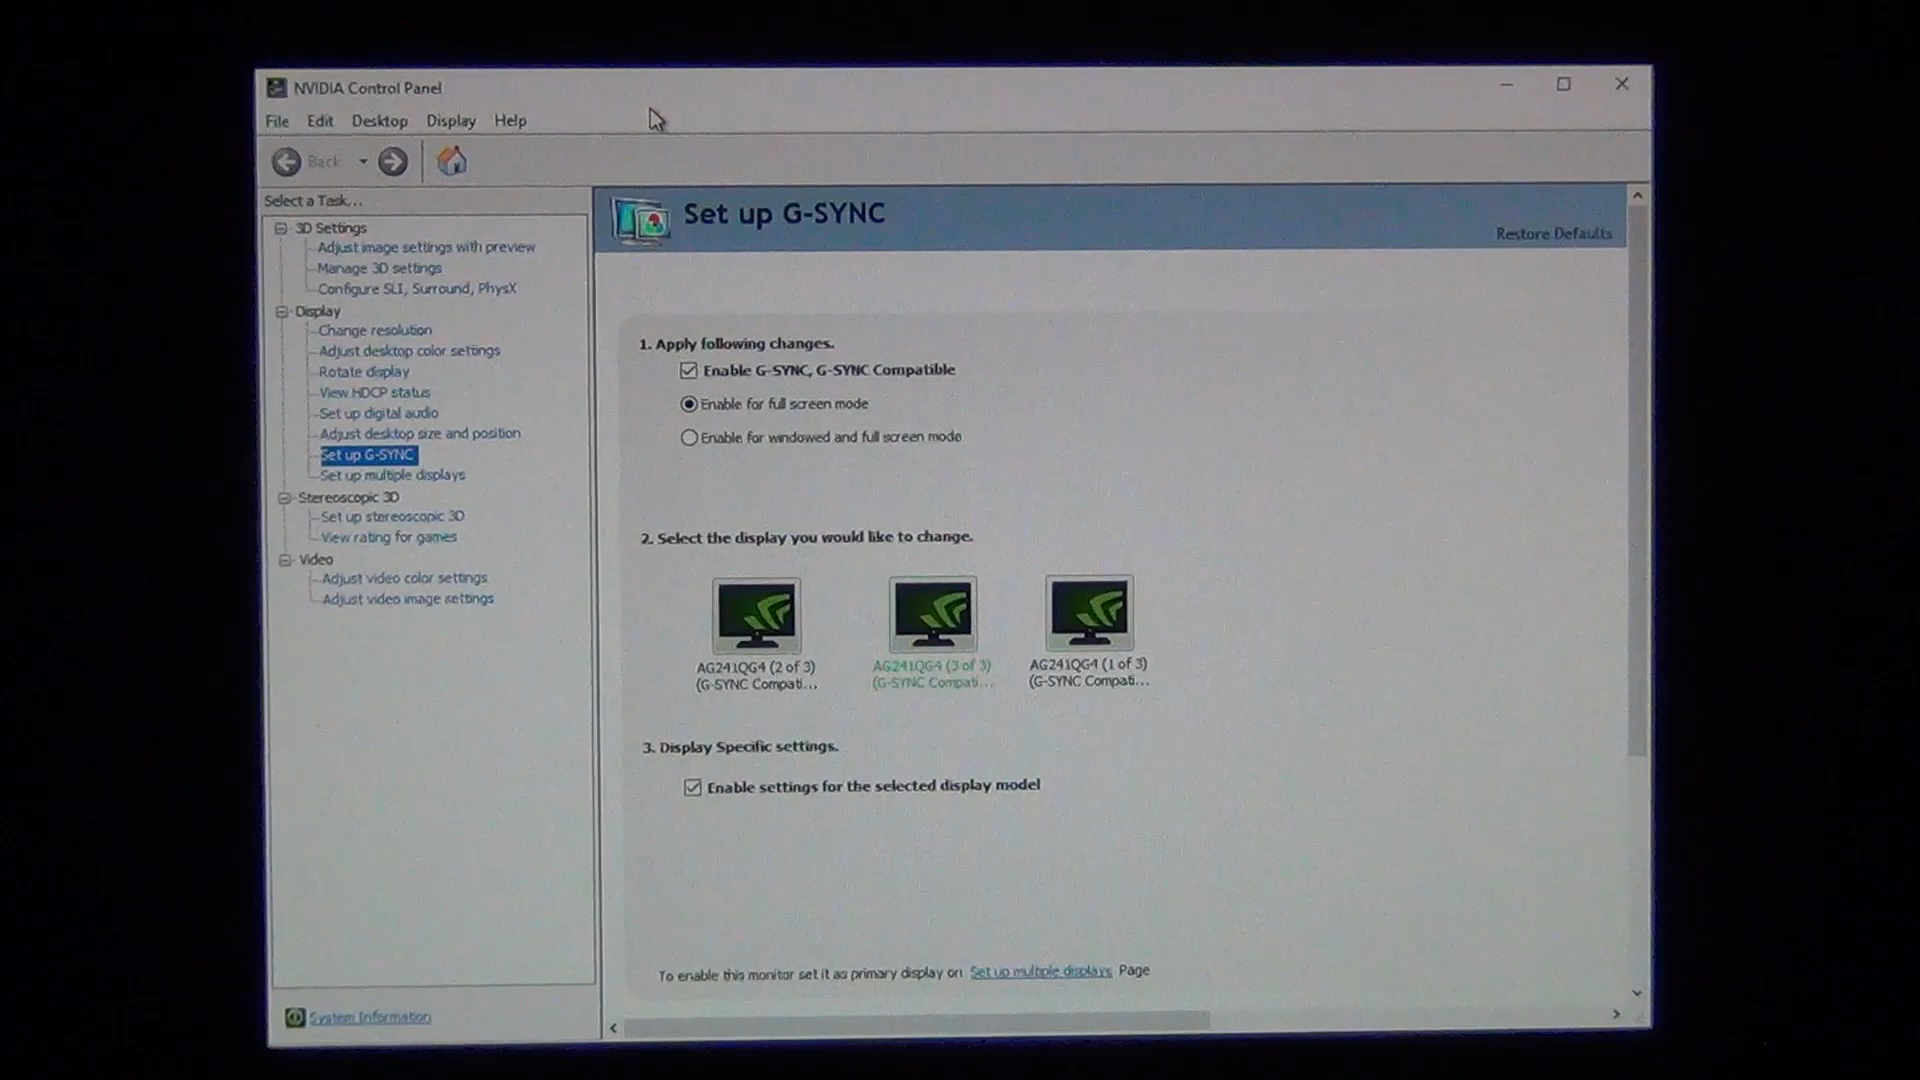 NVIDIA Control Panel
File Edit Desktop Display Help
Back
Select a Task...
3D Settings
Adjust image settings with preview
Manage 3D settings
Configure SLI, Surround, PhysX
Display
Change resolution
Adjust desktop color settings
Rotate display
View HDCP status
Set up digital audio
Adjust desktop size and position
Set up G-SYNC
Set up multiple displays
Stereoscopic 3D
Set up stereoscopic 3D
View rating for games
Video
Adjust video color settings
Adjust video image settings
System Information
Set up G-SYNC
Restore Defaults
1. Apply following changes.
Enable G-SYNC, G-SYNC Compatible
Enable for full screen mode
Enable for windowed and full screen mode
2. Select the display you would like to change.
AG241QG4 (2 of 3)
(G-SYNC Compati...
AG241QG4 (3 of 3)
(G-SYNC Compati...
AG241QG4 (1 of 3)
(G-SYNC Compati...
3. Display Specific settings.
Enable settings for the selected display model
To enable this monitor set it as primary display on Set up multiple displays Page